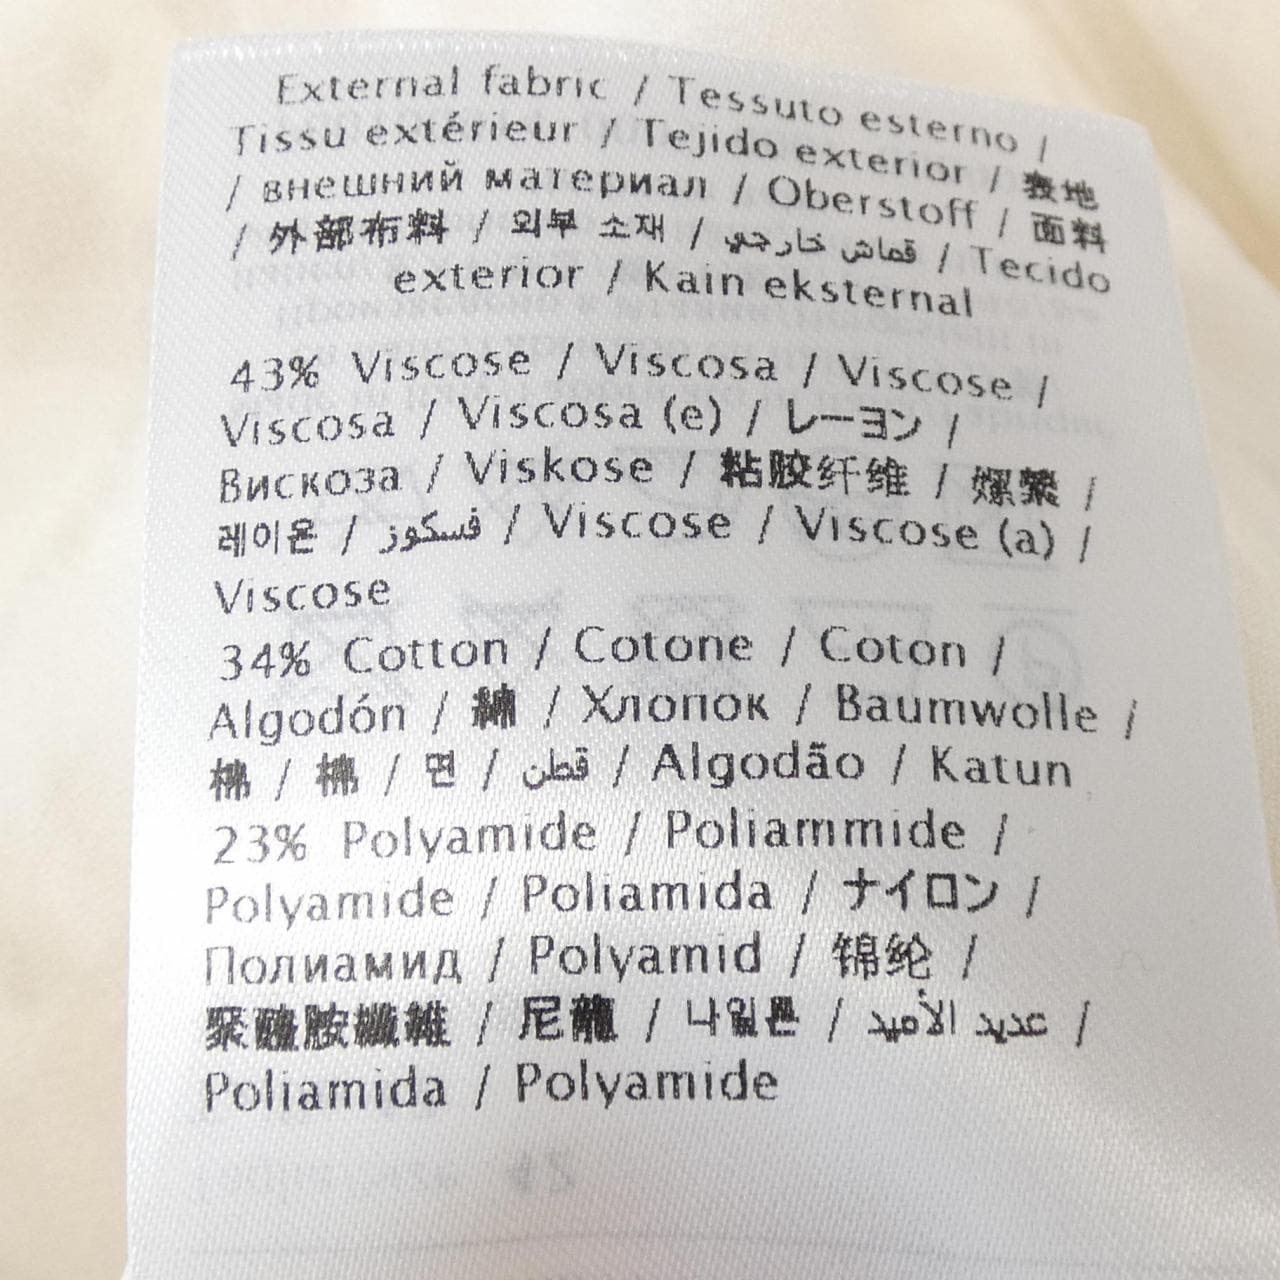 External fabric / Tessuto esterno /
Tissu extérieur / Tejido exterior / 表地
/ внешний материал / Oberstoff / 面料
/ 外部布料 / 외부 소재 / قماش خارجي / Tecido
exterior / Kain eksternal
43% Viscose / Viscosa / Viscose /
Viscosa / Viscosa (e) / レーヨン /
Вискоза / Viskose / 粘胶纤维 / 嫘縈 /
레이온 / فسكوز / Viscose / Viscose (a) /
Viscose
34% Cotton / Cotone / Coton /
Algodón / 綿 / Хлопок / Baumwolle /
棉 / 棉 / 면 / قطن / Algodão / Katun
23% Polyamide / Poliammide /
Polyamide / Poliamida / ナイロン /
Полиамид / Polyamid / 锦纶 /
聚醯胺纖維 / 尼龍 / 나일론 / عديد الأميد /
Poliamida / Polyamide